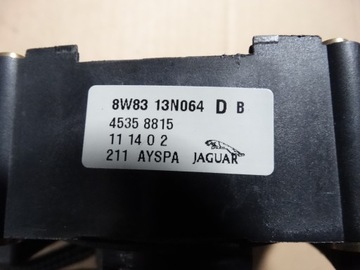 8W83 13N064 D B
4535 8815
11 14 0 2
211 AYSPA JAGUAR